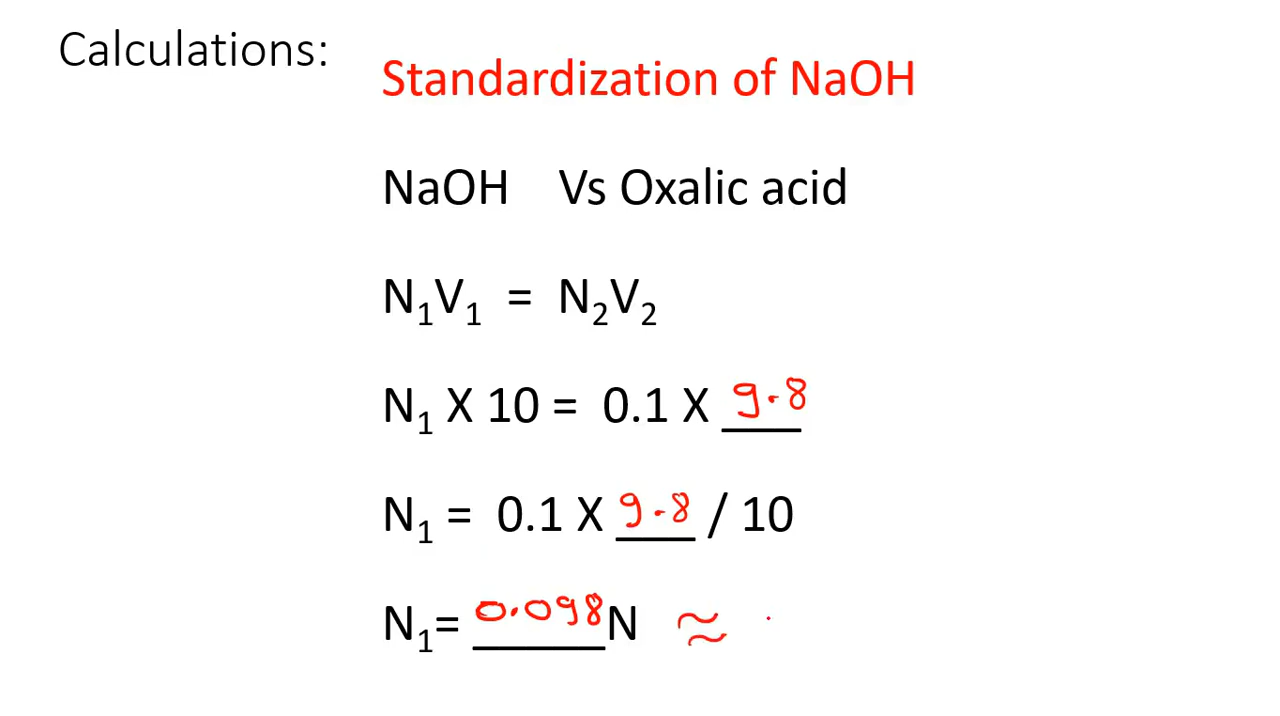 Calculations:
Standardization of NaOH
NaOH Vs Oxalic acid
N₁V₁ = N₂V₂
N₁ X 10 = 0.1 X 9.8
N₁ = 0.1 X 9.8 / 10
N₁= 0.098N ≈